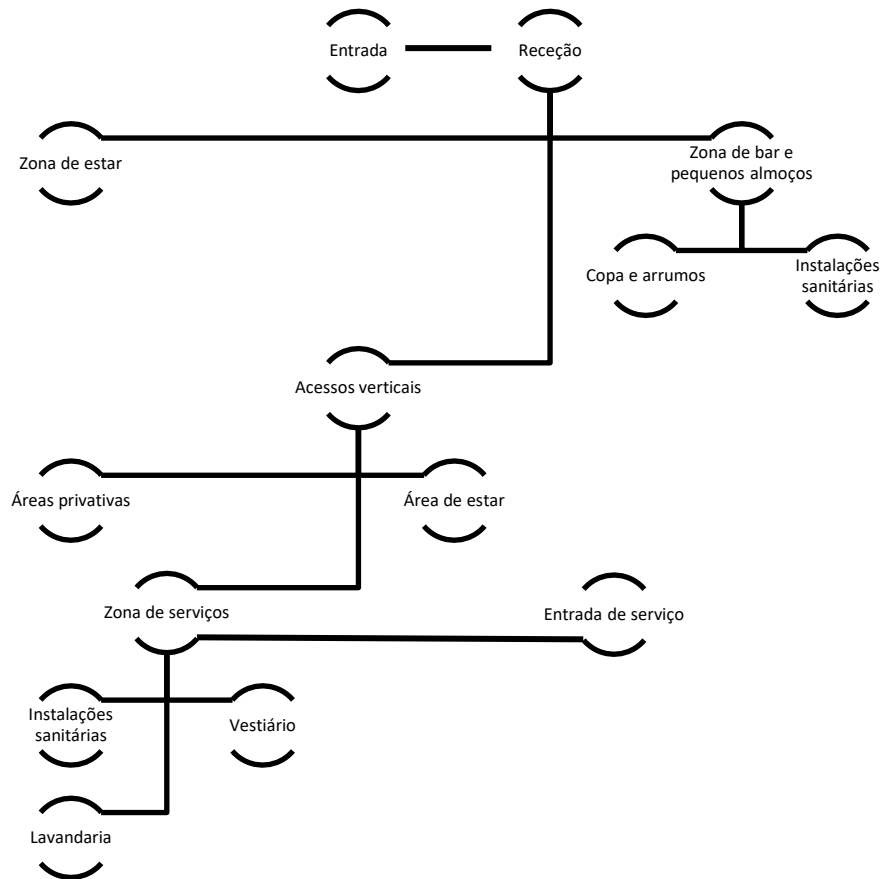 Entrada
Receção
Zona de estar
Zona de bar e
pequenos almoços
Copa e arrumos
Instalações
sanitárias
Acessos verticais
Áreas privativas
Área de estar
Zona de serviços
Entrada de serviço
Instalações
sanitárias
Vestiário
Lavandaria